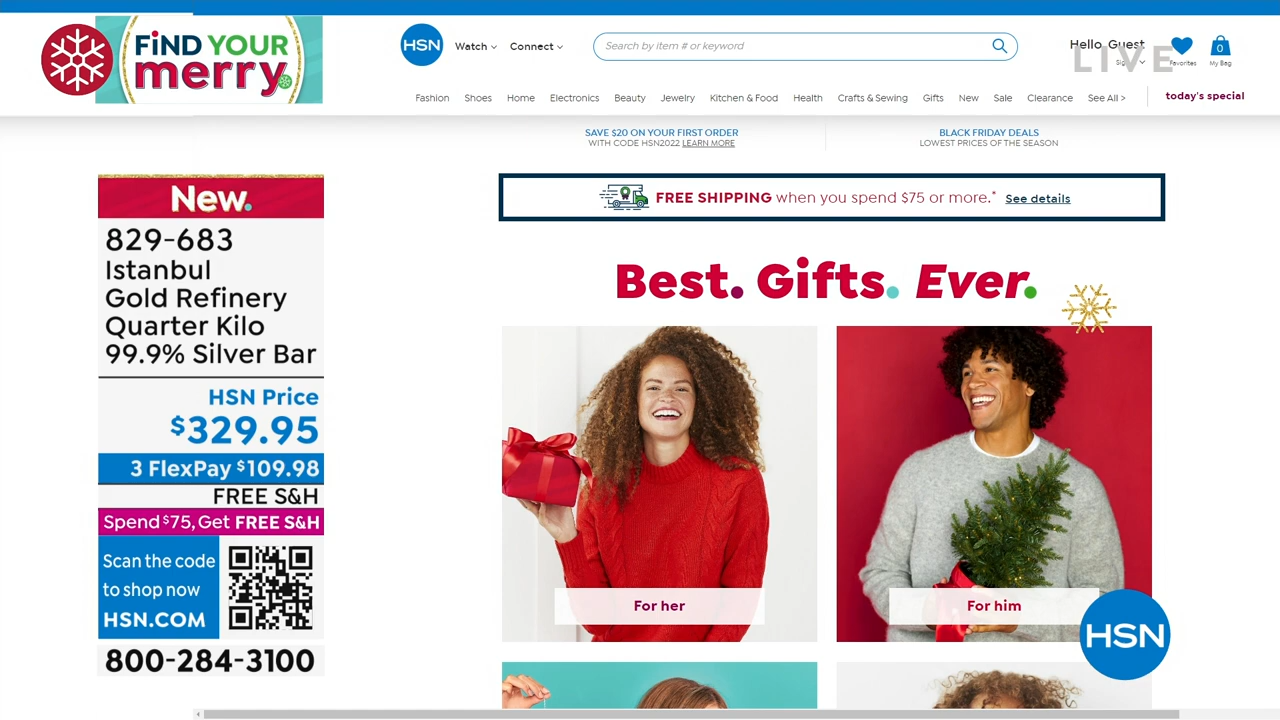 FiND YOUR
merry.
HSN
Watch
Connect
Search by item # or keyword
Hello, Guest
LIVE
Favorites
0
My Bag
Fashion Shoes Home Electronics Beauty Jewelry Kitchen & Food Health Crafts & Sewing Gifts New Sale Clearance See All >
today's special
SAVE $20 ON YOUR FIRST ORDER
WITH CODE HSN2022 LEARN MORE
BLACK FRIDAY DEALS
LOWEST PRICES OF THE SEASON
FREE SHIPPING when you spend $75 or more.* See details
New.
829-683
Istanbul
Gold Refinery
Quarter Kilo
99.9% Silver Bar
HSN Price
$329.95
3 FlexPay $109.98
FREE S&H
Spend $75, Get FREE S&H
Scan the code
to shop now
HSN.COM
800-284-3100
Best. Gifts. Ever.
For her
For him
HSN